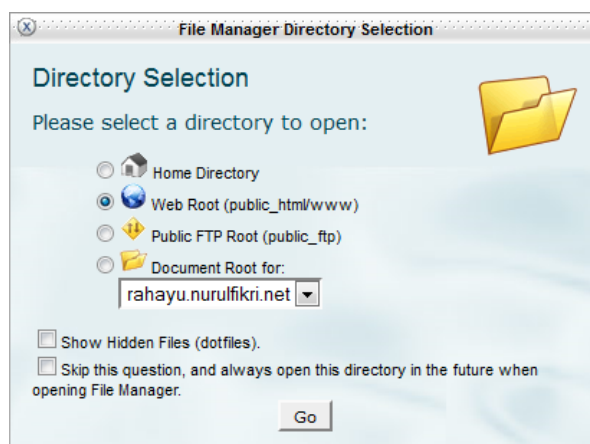 File Manager Directory Selection
Directory Selection
Please select a directory to open:
Home Directory
Web Root (public_html/www)
Public FTP Root (public_ftp)
Document Root for:
rahayu.nurulfikri.net
Show Hidden Files (dotfiles).
Skip this question, and always open this directory in the future when
opening File Manager.
Go